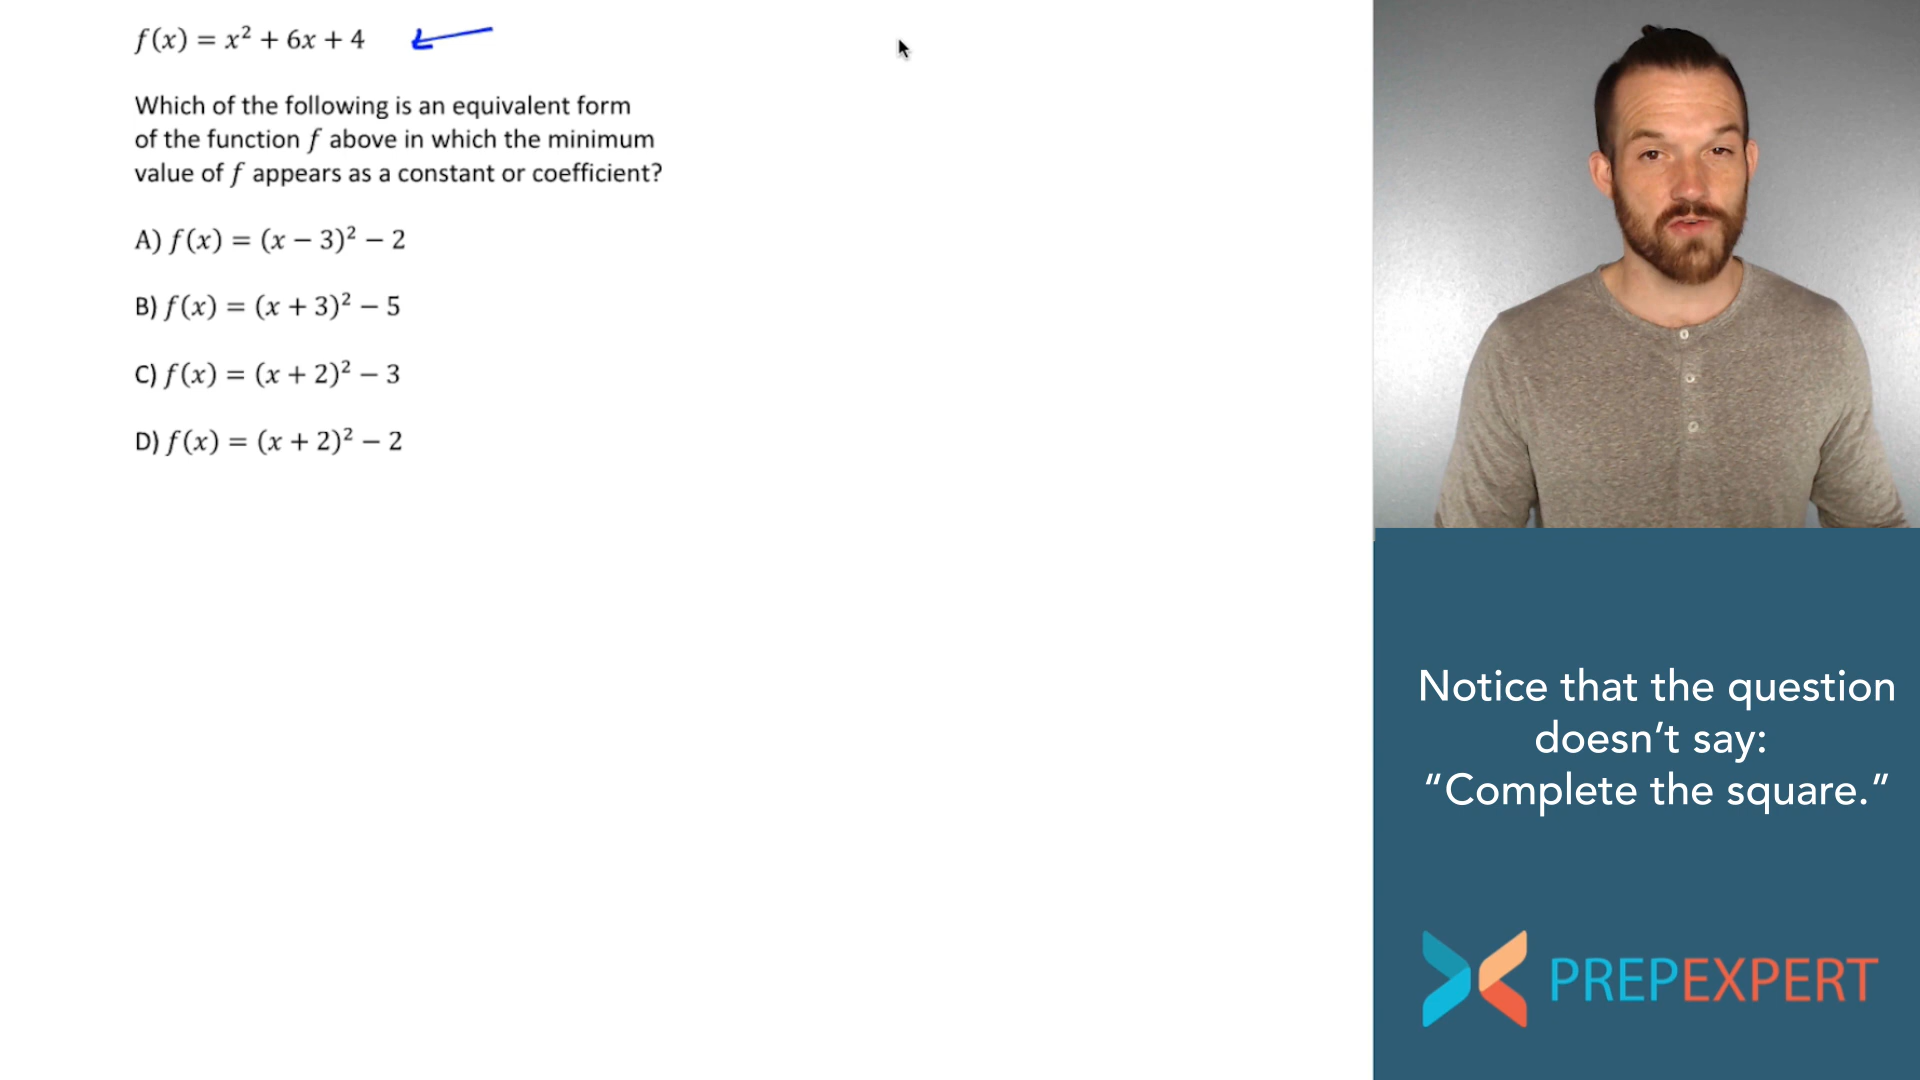 f(x) = x² + 6x + 4
Which of the following is an equivalent form
of the function f above in which the minimum
value of f appears as a constant or coefficient?
A) f(x) = (x − 3)² − 2
B) f(x) = (x + 3)² − 5
C) f(x) = (x + 2)² − 3
D) f(x) = (x + 2)² − 2
Notice that the question
doesn’t say:
“Complete the square.”
PREPEXPERT